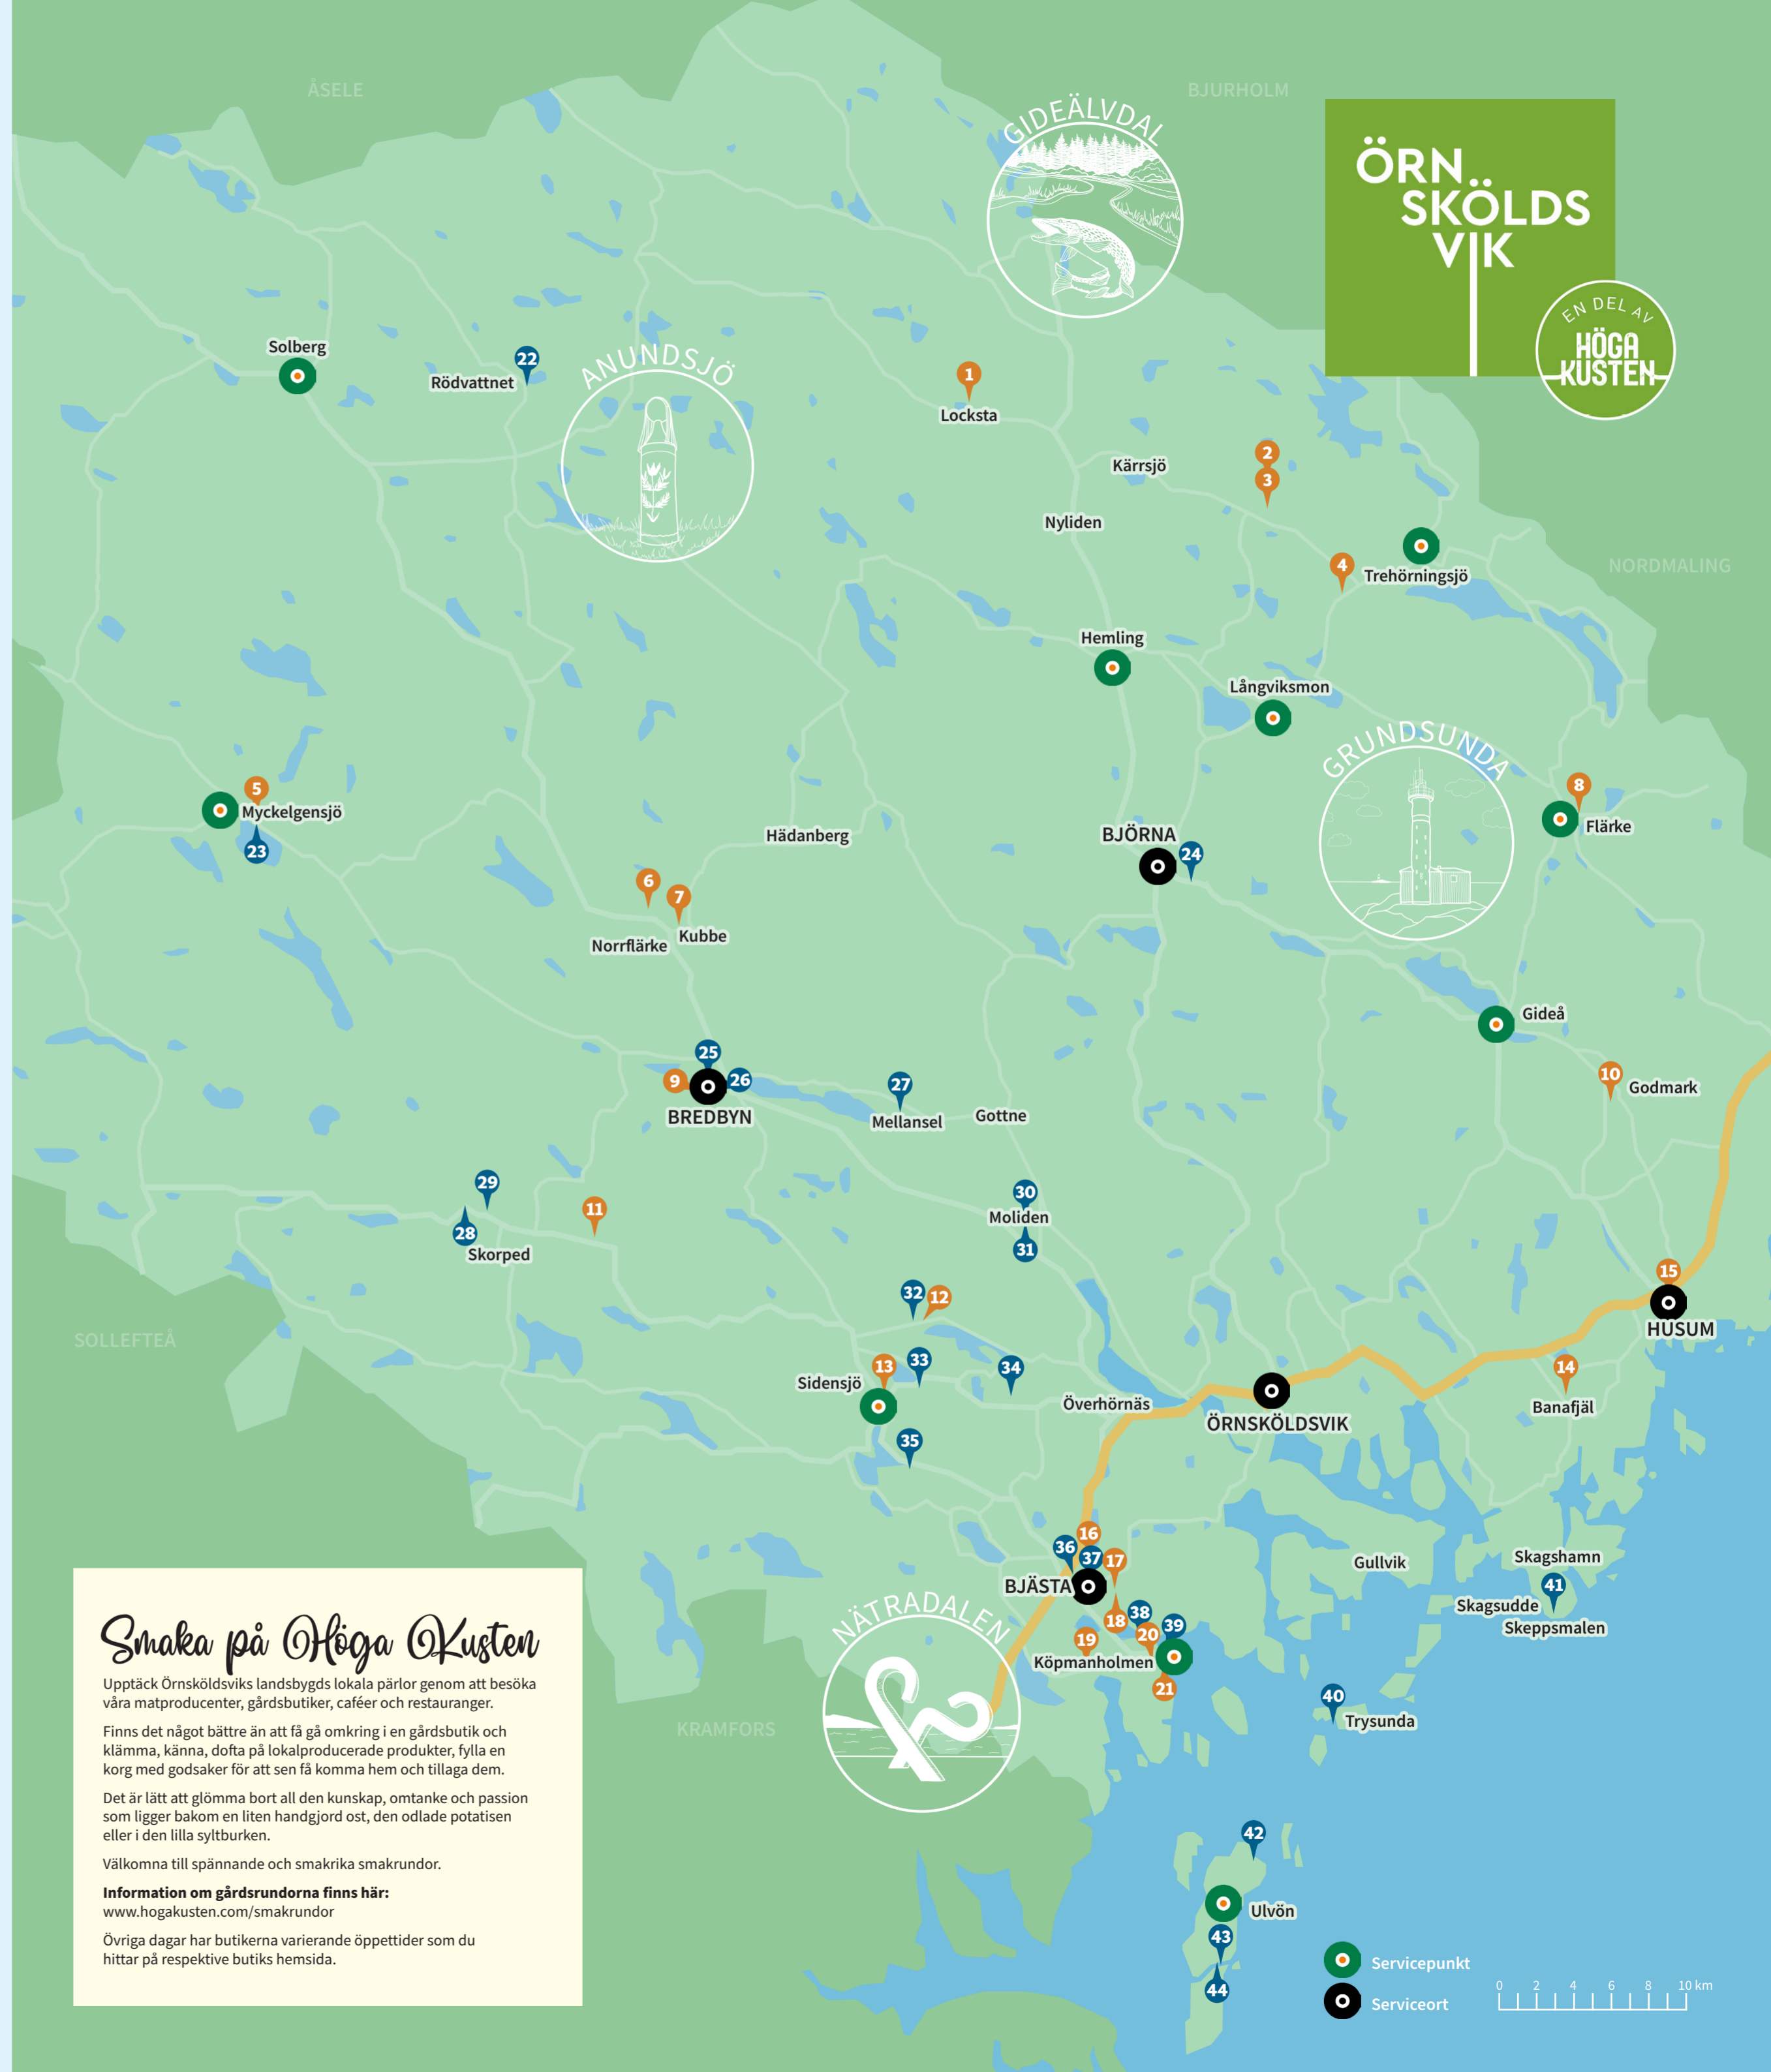 ÅSELE
BJURHOLM
GIDEÄLVDAL
ÖRN
SKÖLDS
VIK
EN DEL AV
HÖGA
KUSTEN
Solberg
22
Rödvattnet
ANUNDSJÖ
1
Locksta
2
Kärrsjö
3
Nyliden
NORDMALING
4
Trehörningsjö
Hemling
Långviksmon
GRUNDSUNDA
5
Myckelgensjö
23
8
Flärke
Hädanberg
BJÖRNA
24
6
7
Norrflärke
Kubbe
Gideå
25
9
26
BREDBYN
27
Mellansel
Gottne
10
Godmark
29
28
Skorped
11
30
Moliden
31
32
12
15
HUSUM
SOLLEFTEÅ
13
33
34
Sidensjö
14
Banafjäl
Överhörnäs
ÖRNSKÖLDSVIK
35
16
36
37
17
BJÄSTA
18
38
39
19
20
Köpmanholmen
21
Gullvik
Skagshamn
41
Skagsudde
Skeppsmalen
NÄTRADALEN
KRAMFORS
40
Trysunda
42
Ulvön
43
44
Smaka på Höga Kusten
Upptäck Örnsköldsviks landsbygds lokala pärlor genom att besöka
våra matproducenter, gårdsbutiker, caféer och restauranger.
Finns det något bättre än att få gå omkring i en gårdsbutik och
klämma, känna, dofta på lokalproducerade produkter, fylla en
korg med godsaker för att sen få komma hem och tillaga dem.
Det är lätt att glömma bort all den kunskap, omtanke och passion
som ligger bakom en liten handgjord ost, den odlade potatisen
eller i den lilla syltburken.
Välkomna till spännande och smakrika smakrundor.
Information om gårdsrundorna finns här:
www.hogakusten.com/smakrundor
Övriga dagar har butikerna varierande öppettider som du
hittar på respektive butiks hemsida.
Servicepunkt
Serviceort
0 2 4 6 8 10 km